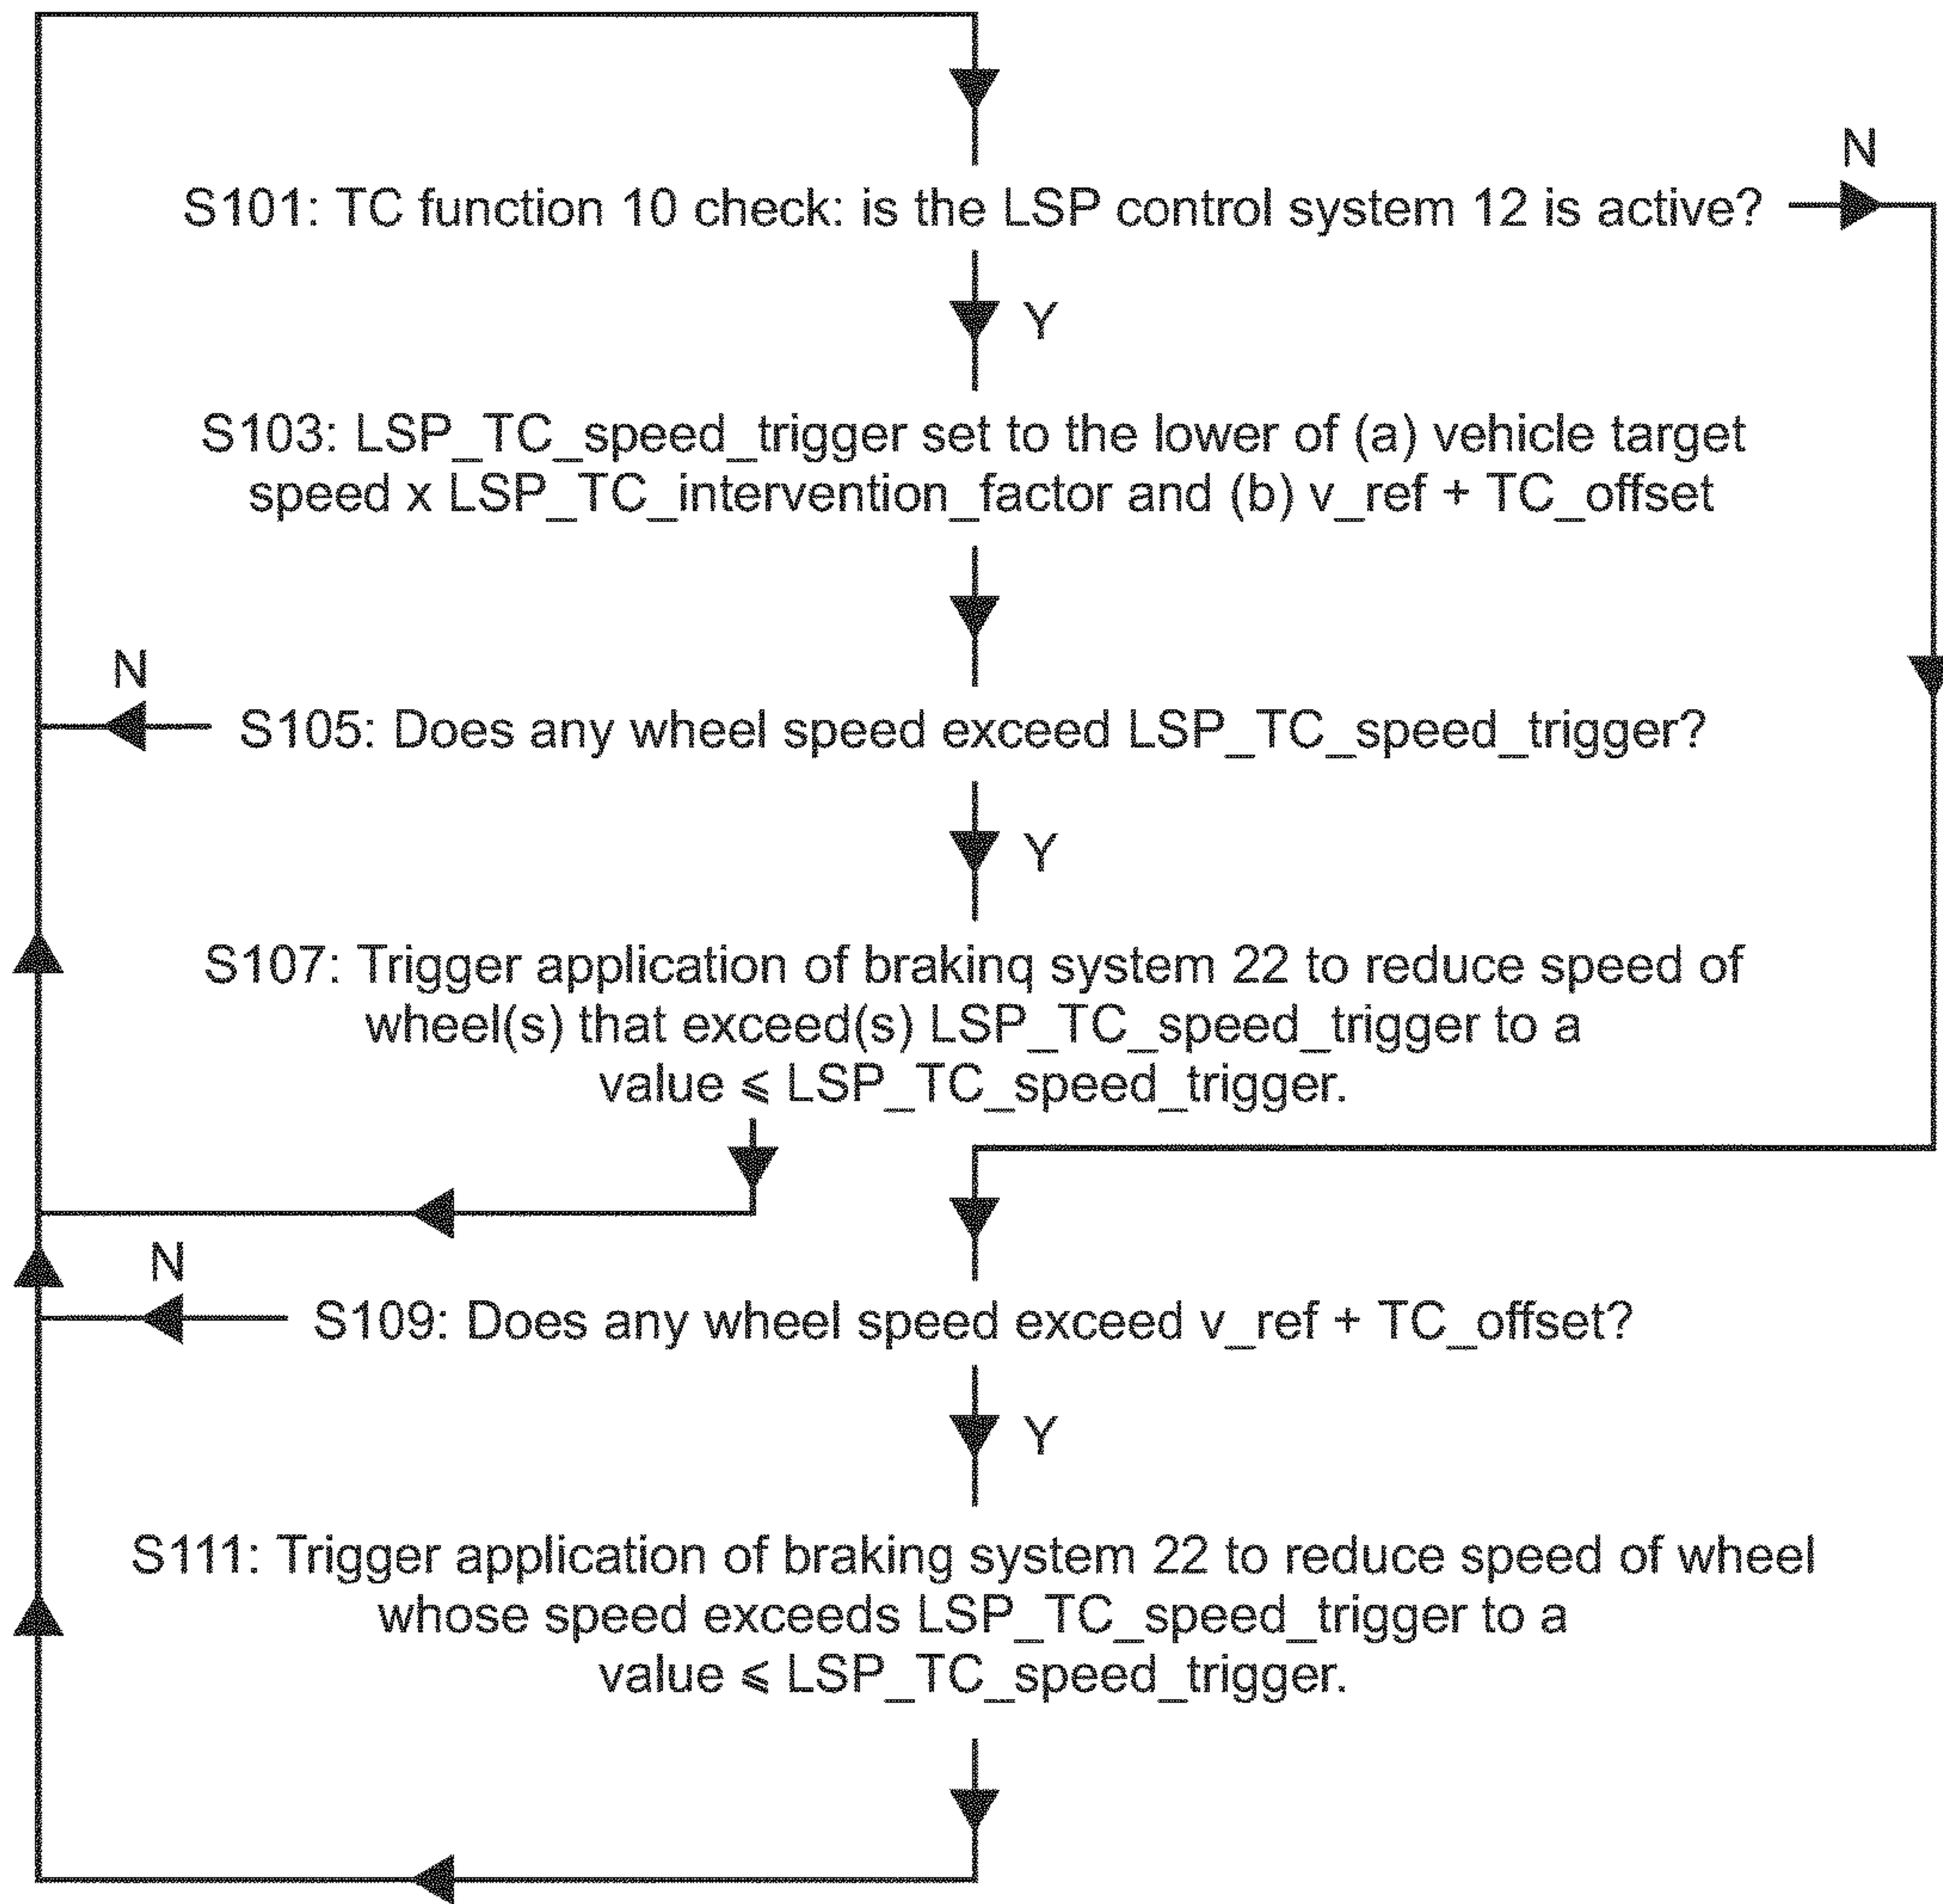 N
S101: TC function 10 check: is the LSP control system 12 is active?
Y
S103: LSP_TC_speed_trigger set to the lower of (a) vehicle target
speed x LSP_TC_intervention_factor and (b) v_ref + TC_offset
N
S105: Does any wheel speed exceed LSP_TC_speed_trigger?
Y
S107: Trigger application of brakinq system 22 to reduce speed of
wheel(s) that exceed(s) LSP_TC_speed_trigger to a
value ⩽ LSP_TC_speed_trigger.
N
S109: Does any wheel speed exceed v_ref + TC_offset?
Y
S111: Trigger application of braking system 22 to reduce speed of wheel
whose speed exceeds LSP_TC_speed_trigger to a
value ⩽ LSP_TC_speed_trigger.